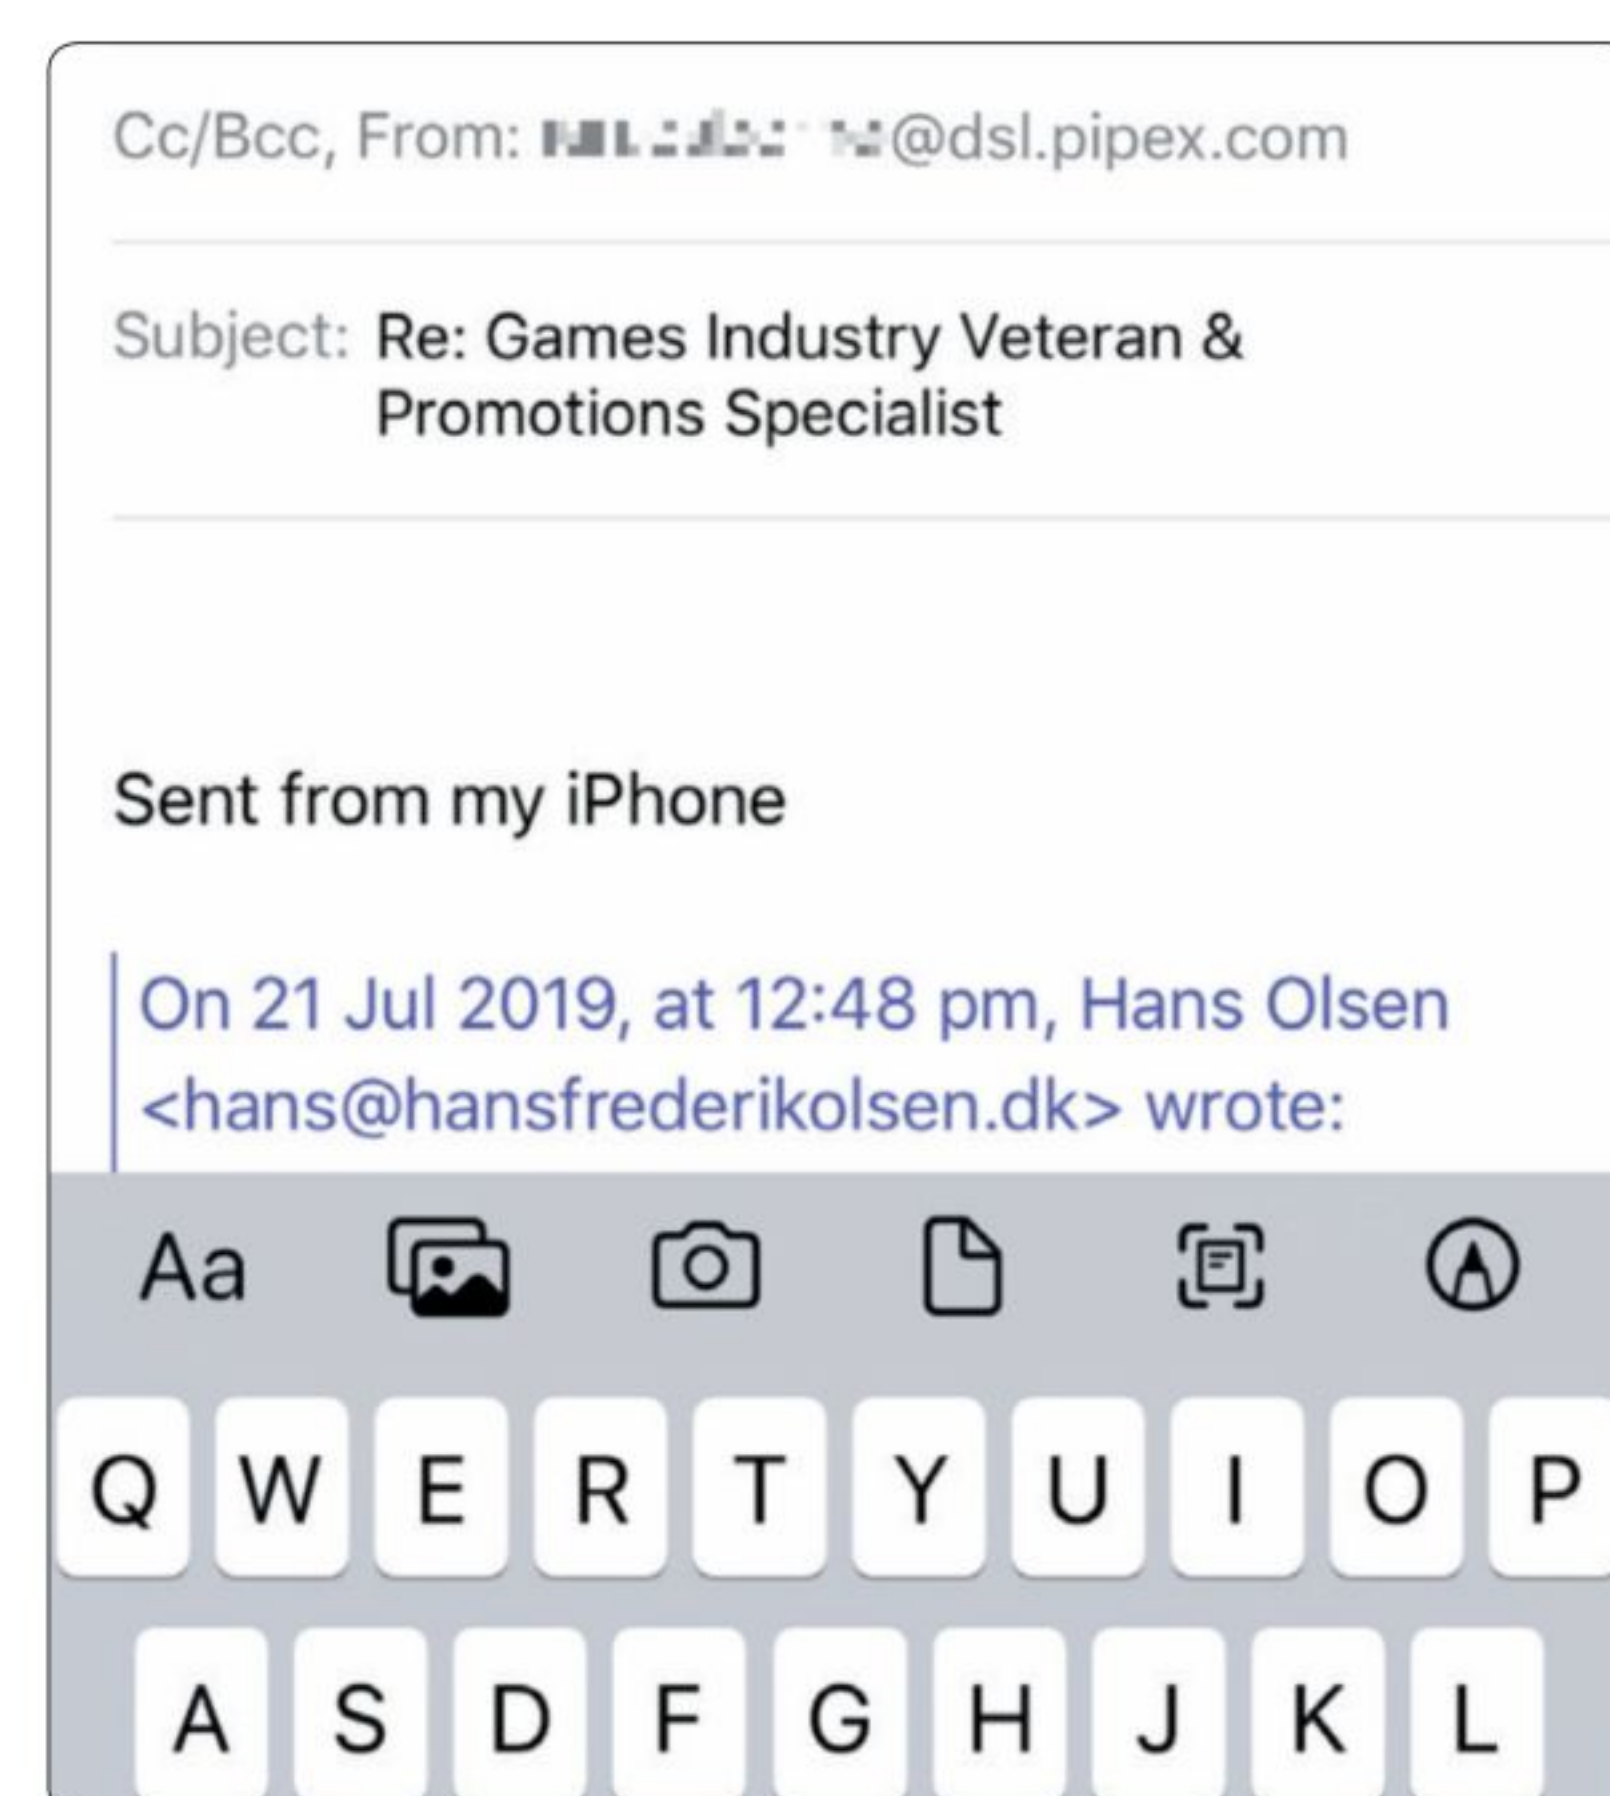 Cc/Bcc, From: @dsl.pipex.com
Subject: Re: Games Industry Veteran &
Promotions Specialist
Sent from my iPhone
On 21 Jul 2019, at 12:48 pm, Hans Olsen
<hans@hansfrederikolsen.dk> wrote:
Aa
Q W E R T Y U I O P
A S D F G H J K L